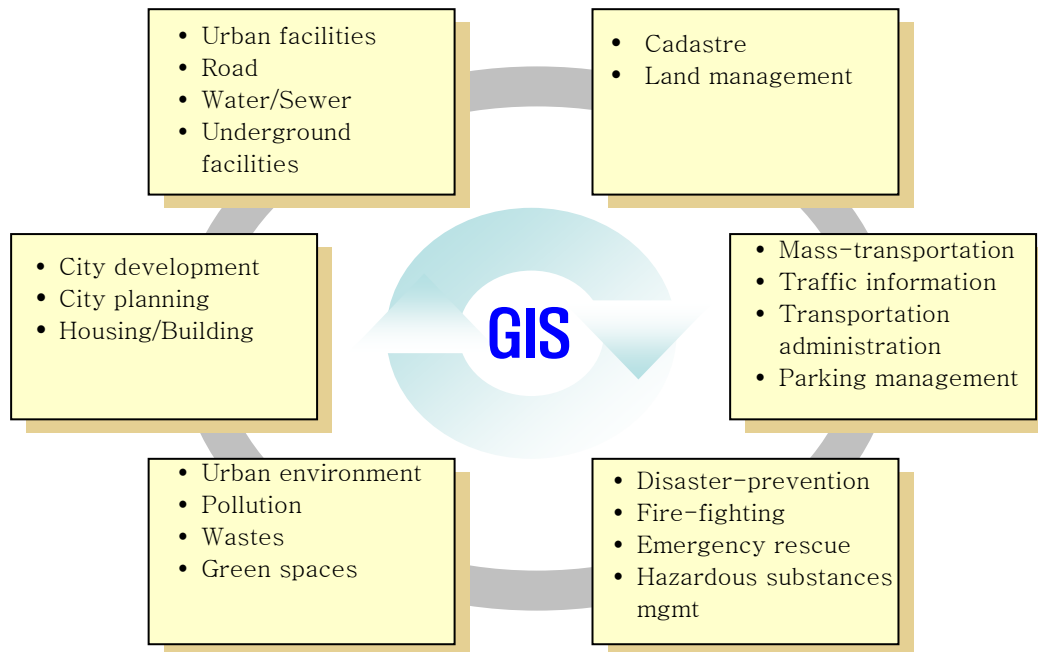 • Urban facilities
• Road
• Water/Sewer
• Underground
facilities
• Cadastre
• Land management
• City development
• City planning
• Housing/Building
GIS
• Mass-transportation
• Traffic information
• Transportation
administration
• Parking management
• Urban environment
• Pollution
• Wastes
• Green spaces
• Disaster-prevention
• Fire-fighting
• Emergency rescue
• Hazardous substances
mgmt